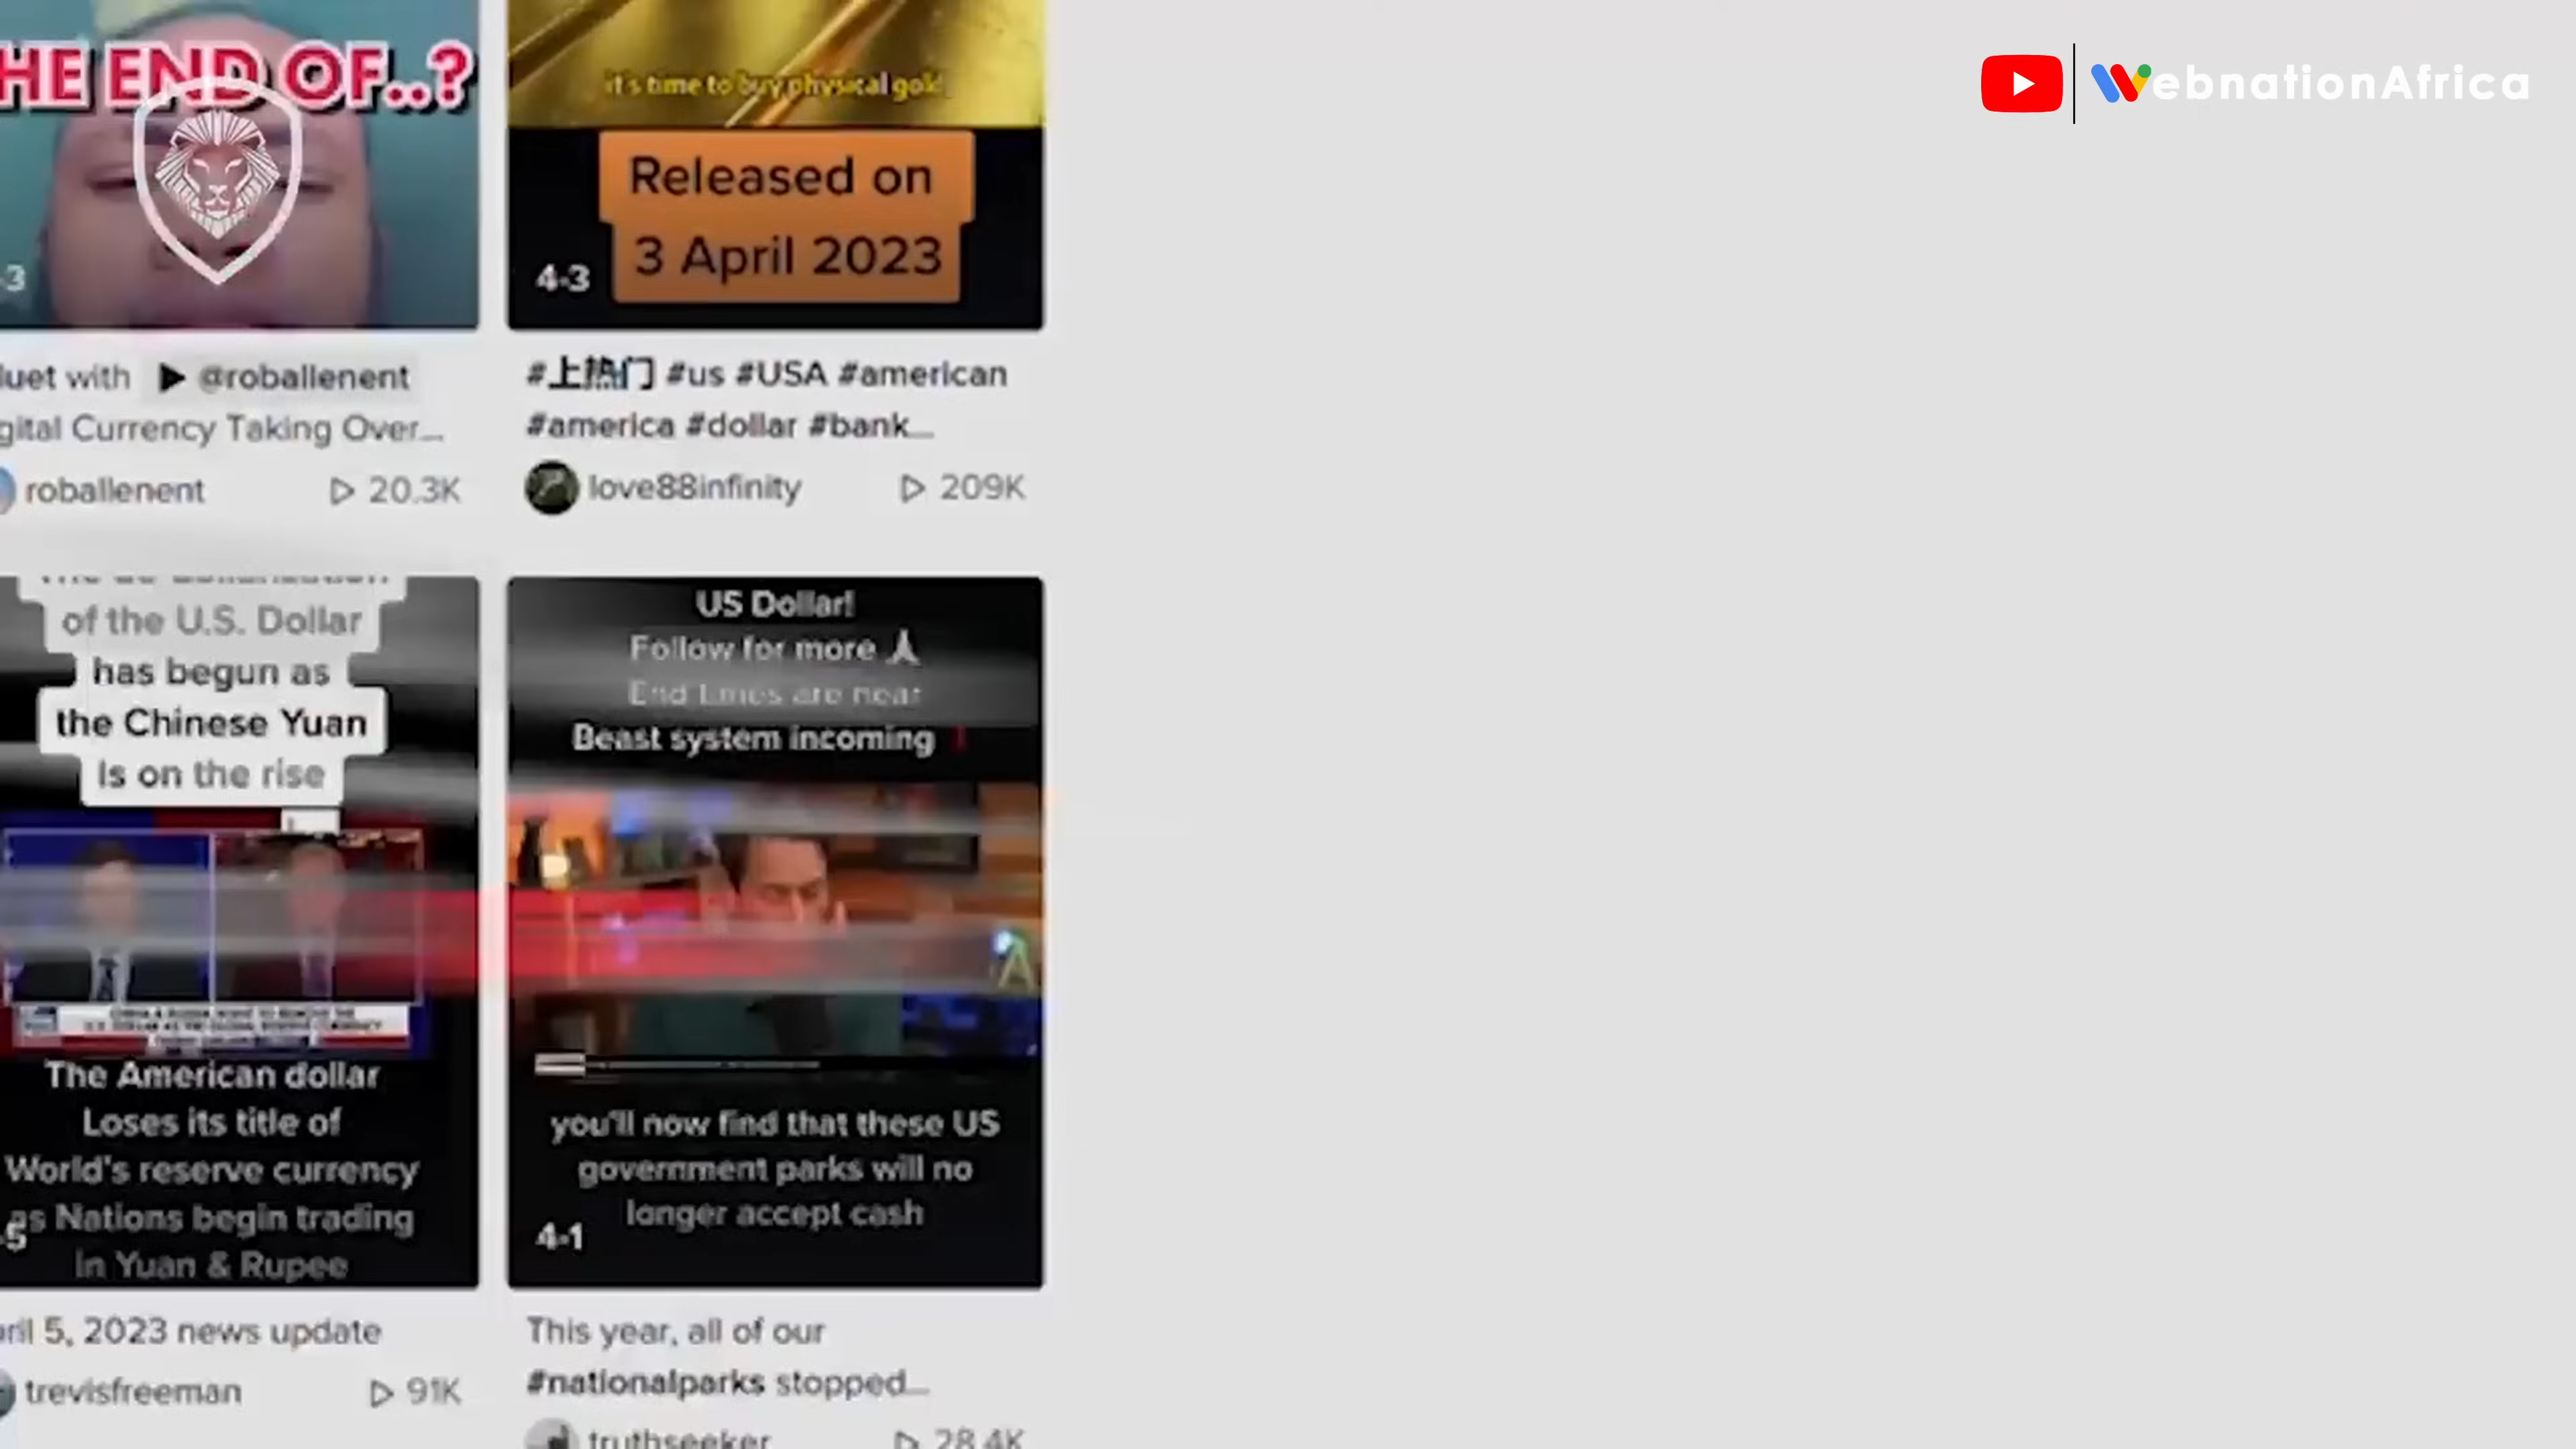 WebnationAfrica
HE END OF..?
-3
luet with ▶ @roballenent
gital Currency Taking Over...
roballenent ▷ 20.3K
it's time to buy physical gold
Released on
3 April 2023
4-3
#上热门 #us #USA #american
#america #dollar #bank...
love88infinity ▷ 209K
of the U.S. Dollar
has begun as
the Chinese Yuan
Is on the rise
The American dollar
Loses its title of
World's reserve currency
as Nations begin trading
in Yuan & Rupee
-5
ril 5, 2023 news update
trevisfreeman ▷ 91K
US Dollar!
Follow for more
End times are near
Beast system incoming
you'll now find that these US
government parks will no
longer accept cash
4-1
This year, all of our
#nationalparks stopped...
truthseeker ▷ 28.4K